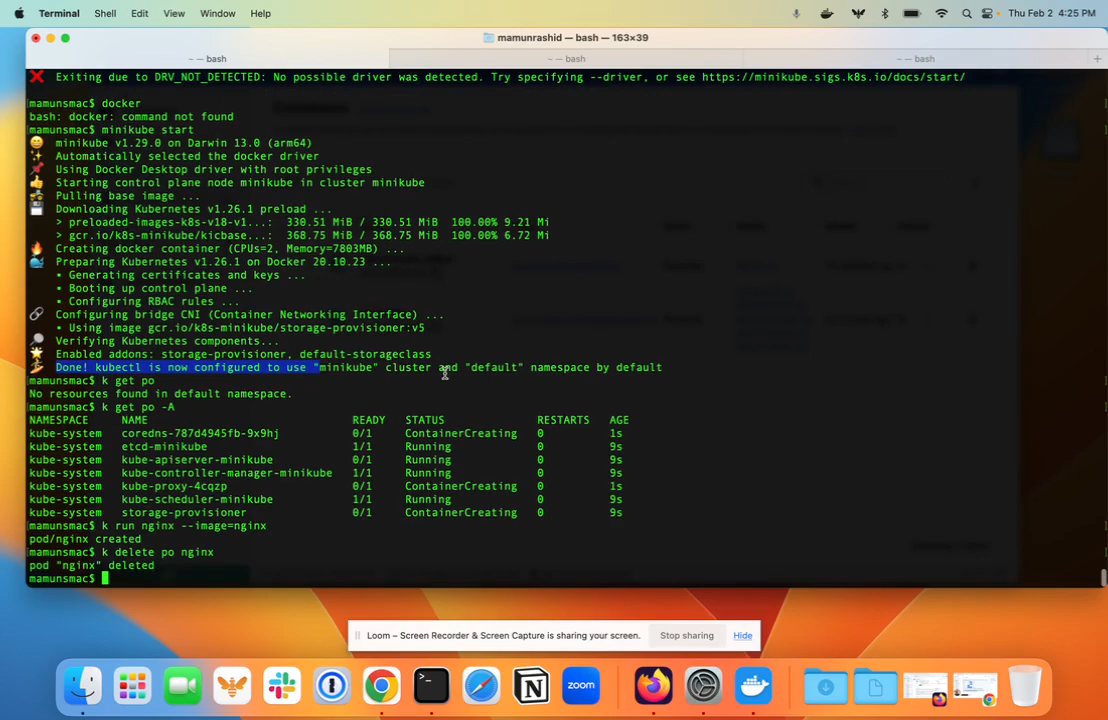 Terminal Shell Edit View Window Help Thu Feb 2 4:25 PM
mamunrashid — bash — 163×39
~ — bash ~ — bash ~ — bash +
Exiting due to DRV_NOT_DETECTED: No possible driver was detected. Try specifying --driver, or see https://minikube.sigs.k8s.io/docs/start/
mamunsmac$ docker
bash: docker: command not found
mamunsmac$ minikube start
minikube v1.29.0 on Darwin 13.0 (arm64)
Automatically selected the docker driver
Using Docker Desktop driver with root privileges
Starting control plane node minikube in cluster minikube
Pulling base image ...
Downloading Kubernetes v1.26.1 preload ...
> preloaded-images-k8s-v18-v1...: 330.51 MiB / 330.51 MiB 100.00% 9.21 Mi
> gcr.io/k8s-minikube/kicbase...: 368.75 MiB / 368.75 MiB 100.00% 6.72 Mi
Creating docker container (CPUs=2, Memory=7803MB) ...
Preparing Kubernetes v1.26.1 on Docker 20.10.23 ...
• Generating certificates and keys ...
• Booting up control plane ...
• Configuring RBAC rules ...
Configuring bridge CNI (Container Networking Interface) ...
• Using image gcr.io/k8s-minikube/storage-provisioner:v5
Verifying Kubernetes components...
Enabled addons: storage-provisioner, default-storageclass
Done! kubectl is now configured to use "minikube" cluster and "default" namespace by default
mamunsmac$ k get po
No resources found in default namespace.
mamunsmac$ k get po -A
NAMESPACE NAME READY STATUS RESTARTS AGE
kube-system coredns-787d4945fb-9x9hj 0/1 ContainerCreating 0 1s
kube-system etcd-minikube 1/1 Running 0 9s
kube-system kube-apiserver-minikube 0/1 Running 0 9s
kube-system kube-controller-manager-minikube 1/1 Running 0 9s
kube-system kube-proxy-4cqzp 0/1 ContainerCreating 0 1s
kube-system kube-scheduler-minikube 1/1 Running 0 9s
kube-system storage-provisioner 0/1 ContainerCreating 0 9s
mamunsmac$ k run nginx --image=nginx
pod/nginx created
mamunsmac$ k delete po nginx
pod "nginx" deleted
mamunsmac$
Loom – Screen Recorder & Screen Capture is sharing your screen. Stop sharing Hide
zoom